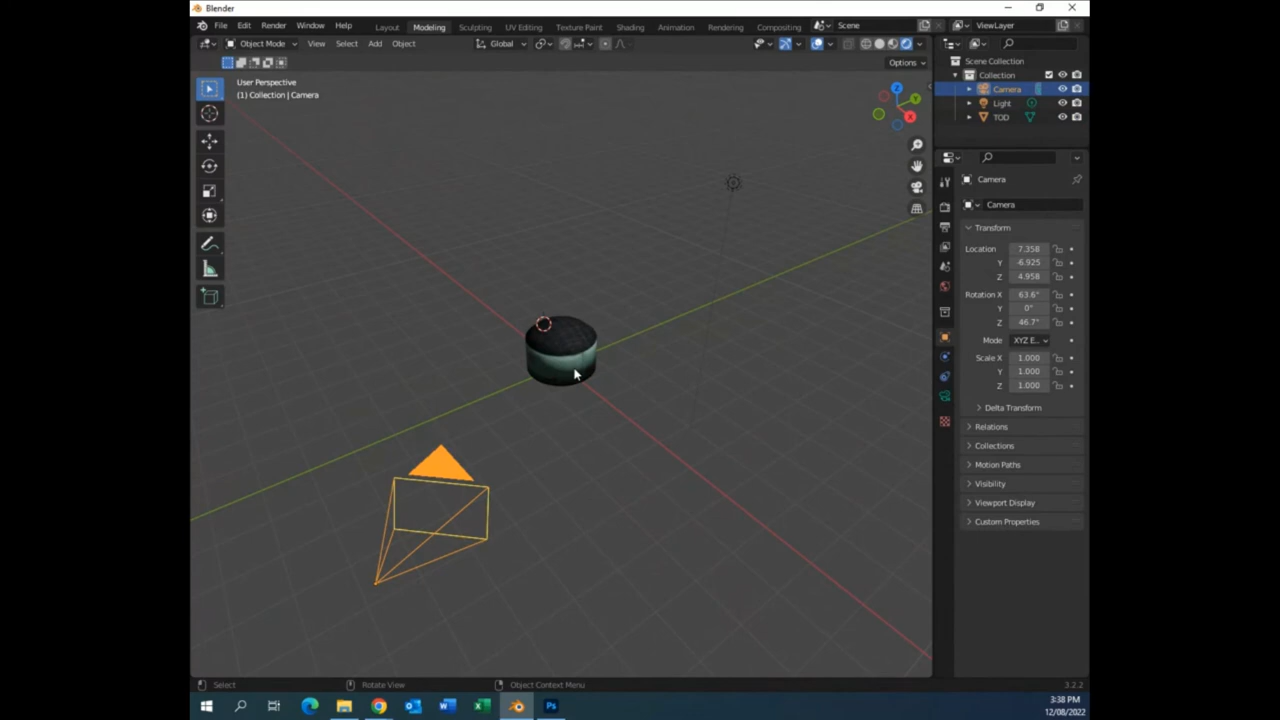 Blender
File Edit Render Window Help Layout Modeling Sculpting UV Editing Texture Paint Shading Animation Rendering Compositing Scene ViewLayer
Object Mode View Select Add Object Global
Options
User Perspective
(1) Collection | Camera
Scene Collection
Collection
Camera
Light
TOD
Z
Y
X
Camera
Camera
Transform
Location 7.358
Y -6.925
Z 4.958
Rotation X 63.6°
Y 0°
Z 46.7°
Mode XYZ E..
Scale X 1.000
Y 1.000
Z 1.000
Delta Transform
Relations
Collections
Motion Paths
Visibility
Viewport Display
Custom Properties
Select Rotate View Object Context Menu 3.2.2
3:38 PM
12/08/2022